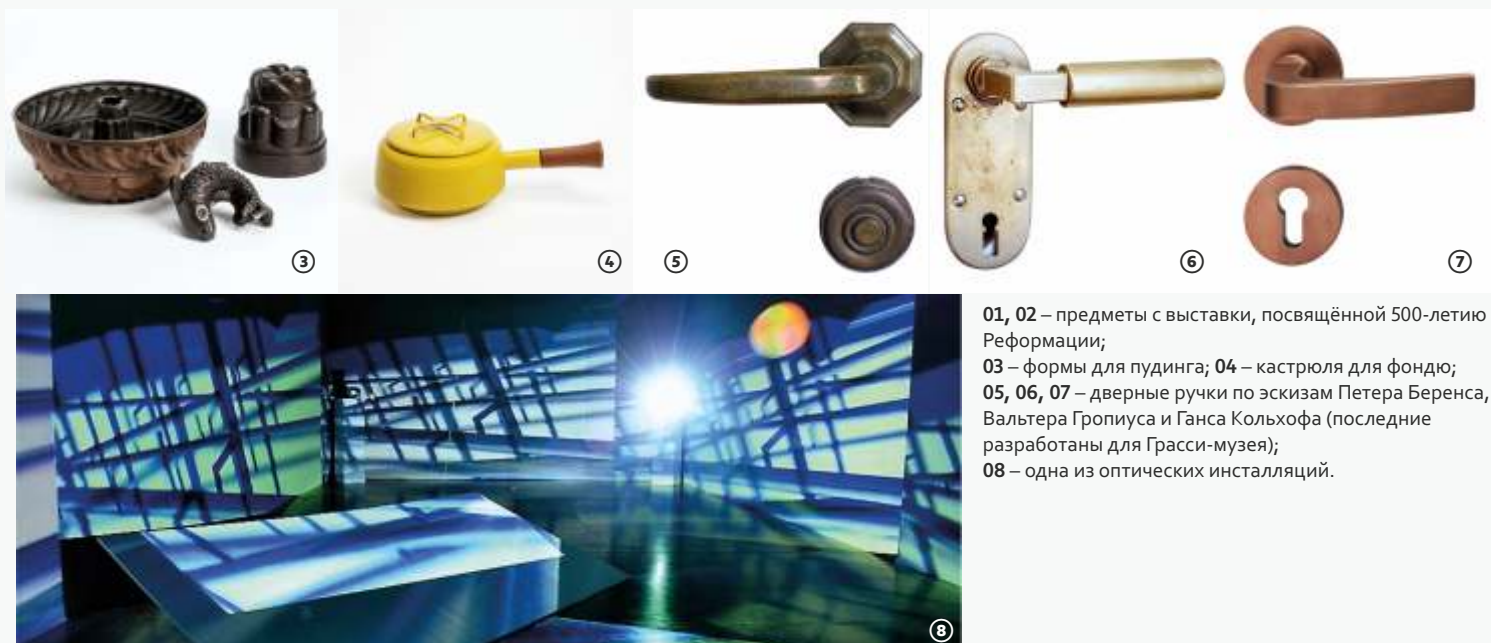 ③
④
⑤
⑥
⑦
01, 02 – предметы с выставки, посвящённой 500-летию
Реформации;
03 – формы для пудинга; 04 – кастрюля для фондю;
05, 06, 07 – дверные ручки по эскизам Петера Беренса,
Вальтера Гропиуса и Ганса Кольхофа (последние
разработаны для Грасси-музея);
08 – одна из оптических инсталляций.
⑧